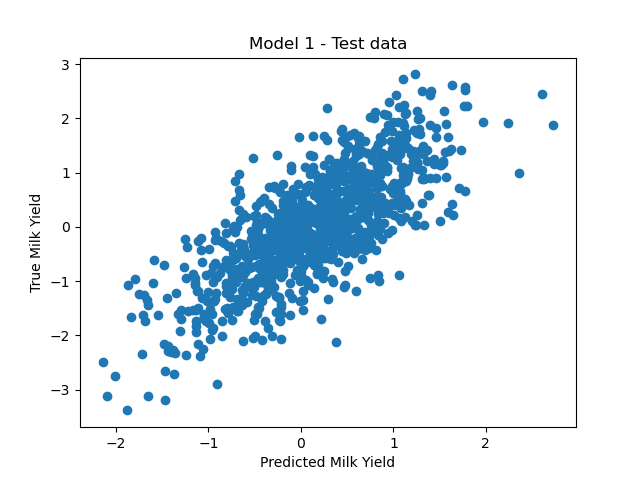 Model 1 - Test data
3
2
1
0
−1
−2
−3
True Milk Yield
−2 −1 0 1 2
Predicted Milk Yield